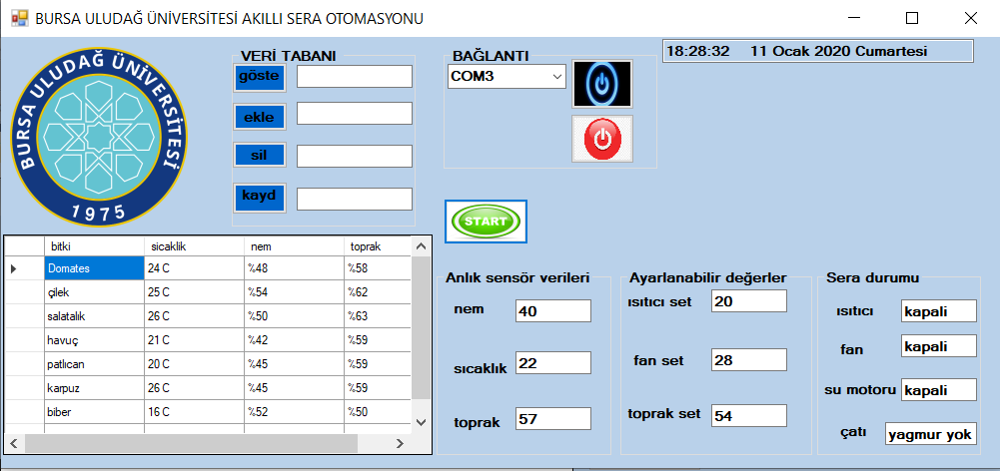 BURSA ULUDAĞ ÜNİVERSİTESİ AKILLI SERA OTOMASYONU
BURSA ULUDAĞ ÜNİVERSİTESİ
1975
VERİ TABANI
göste
ekle
sil
kayd
BAĞLANTI
COM3
18:28:32 11 Ocak 2020 Cumartesi
START
bitki sicaklik nem toprak
Domates 24 C %48 %58
çilek 25 C %54 %62
salatalık 26 C %50 %63
havuç 21 C %42 %59
patlıcan 20 C %45 %59
karpuz 26 C %45 %59
biber 16 C %52 %50
Anlık sensör verileri
nem 40
sıcaklık 22
toprak 57
Ayarlanabilir değerler
ısıtıcı set 20
fan set 28
toprak set 54
Sera durumu
ısıtıcı kapali
fan kapali
su motoru kapali
çatı yagmur yok